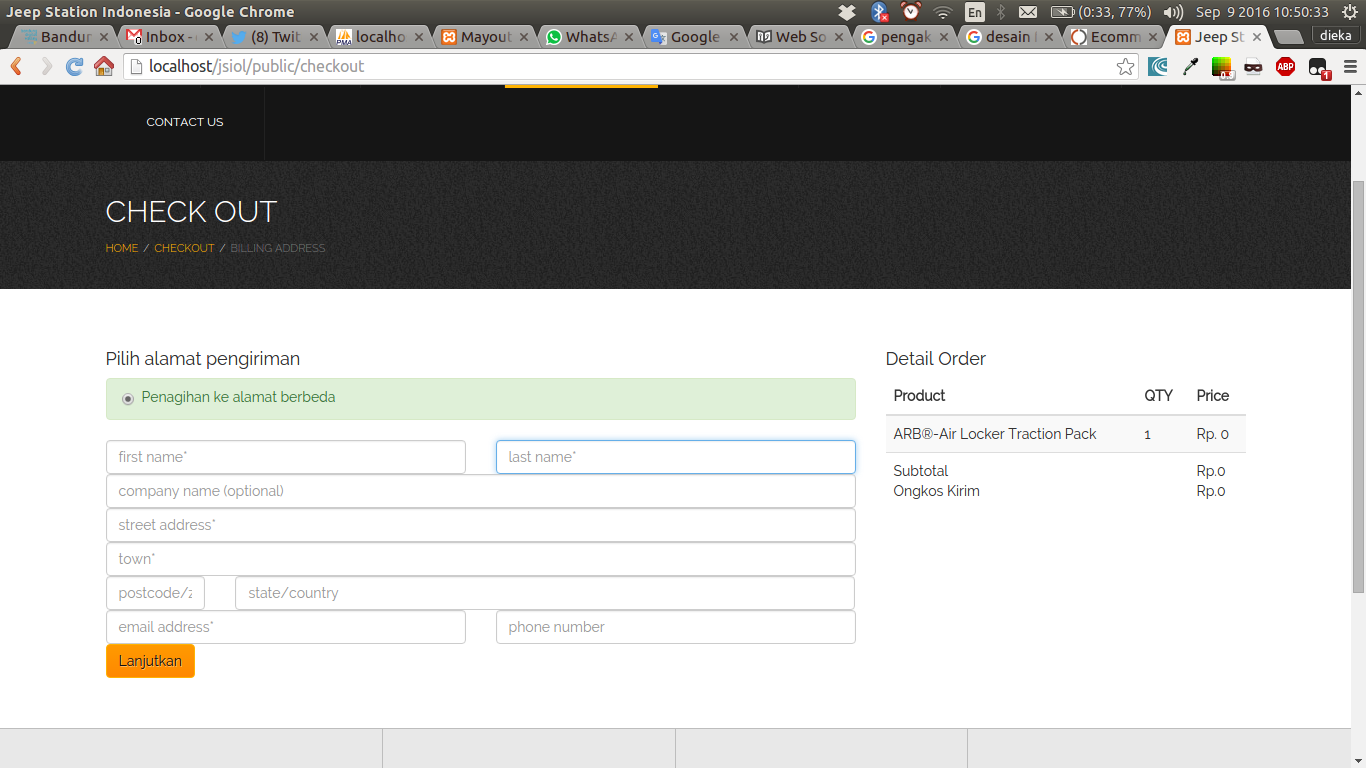 Jeep Station Indonesia - Google Chrome
En
(0:33, 77%)
Sep 9 2016 10:50:33
Bandun
Inbox -
(8) Twit
localho
Mayout
WhatsA
Google
Web So
pengak
desain
Ecomm
Jeep St
dieka
localhost/jsiol/public/checkout
ABP
CONTACT US
CHECK OUT
HOME / CHECKOUT / BILLING ADDRESS
Pilih alamat pengiriman
Penagihan ke alamat berbeda
first name*
last name*
company name (optional)
street address*
town*
postcode/z
state/country
email address*
phone number
Lanjutkan
Detail Order
Product QTY Price
ARB®-Air Locker Traction Pack 1 Rp. 0
Subtotal Rp.0
Ongkos Kirim Rp.0